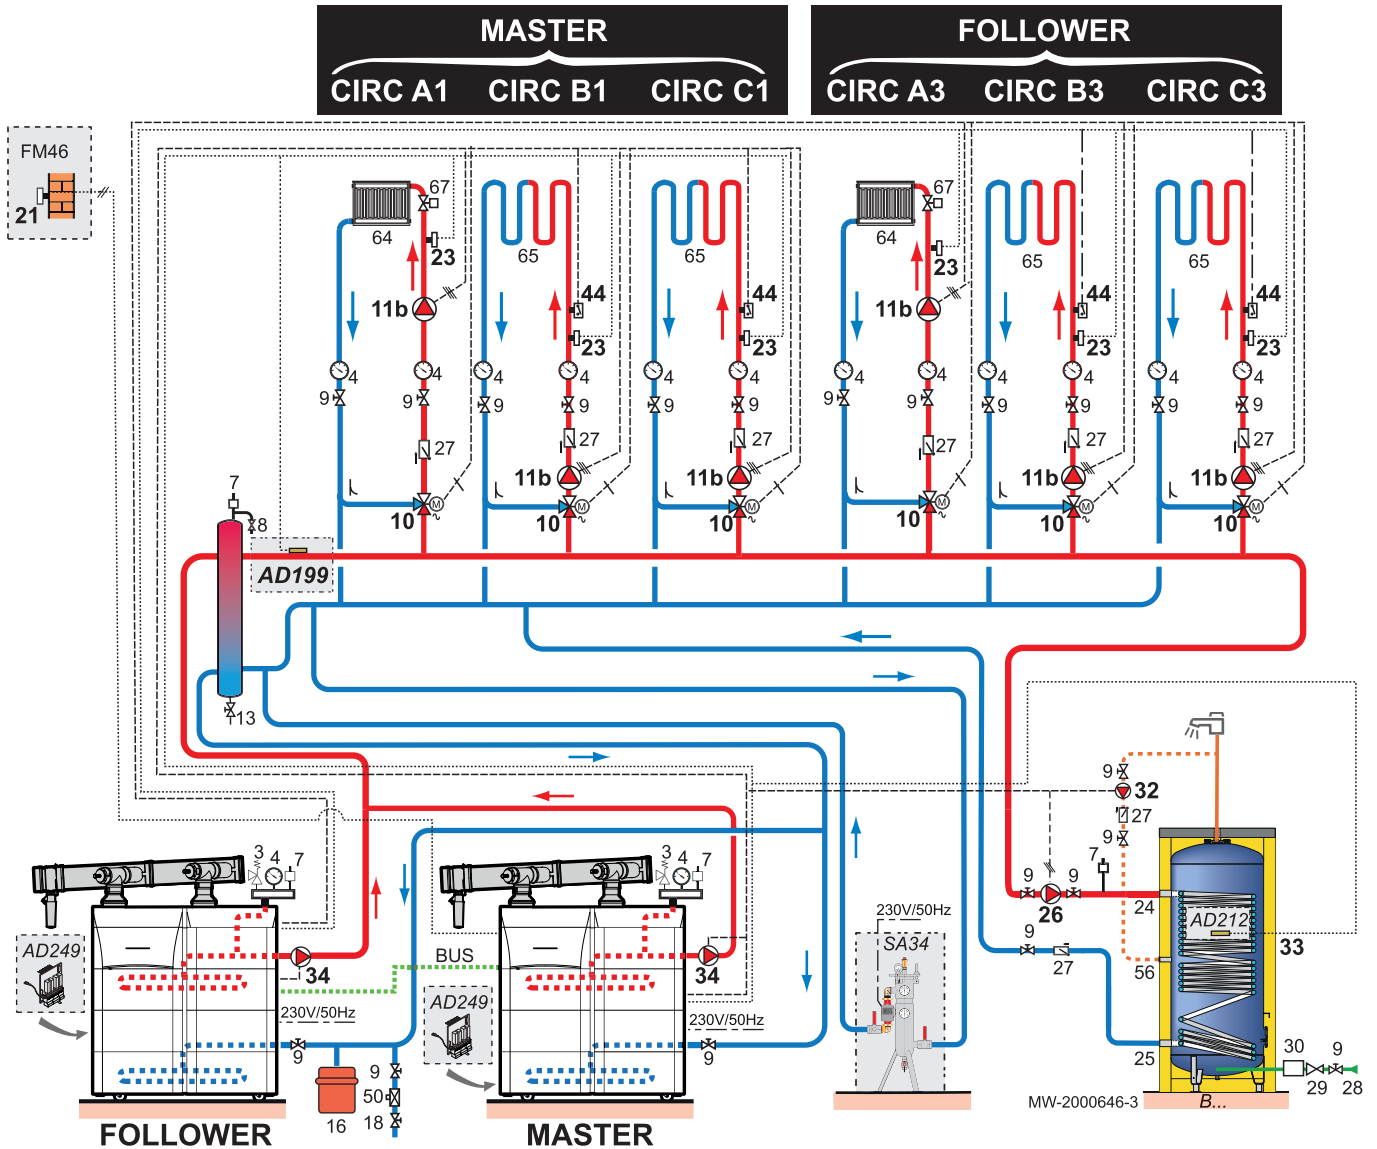 MASTER
FOLLOWER
CIRC A1 CIRC B1 CIRC C1
CIRC A3 CIRC B3 CIRC C3
FM46
21
67
67
64
65
65
64
65
65
23
23
44
44
44
44
11b
11b
23
23
23
23
4 4 4 4 4 4
4 4 4 4 4 4
9 9 9 9 9 9
9 9 9 9 9 9
27 27 27 27 27 27
11b 11b 11b 11b
7
M M M M M M
10 10 10 10 10 10
8
AD199
13
9
32
27
9
3 4 7
3 4 7
7
9 9
26
24
AD212
33
230V/50Hz
SA34
9
27
56
AD249
34
BUS
34
AD249
230V/50Hz
230V/50Hz
9
9
25
30 9
9
50
18
16
29 28
MW-2000646-3
B...
FOLLOWER
MASTER